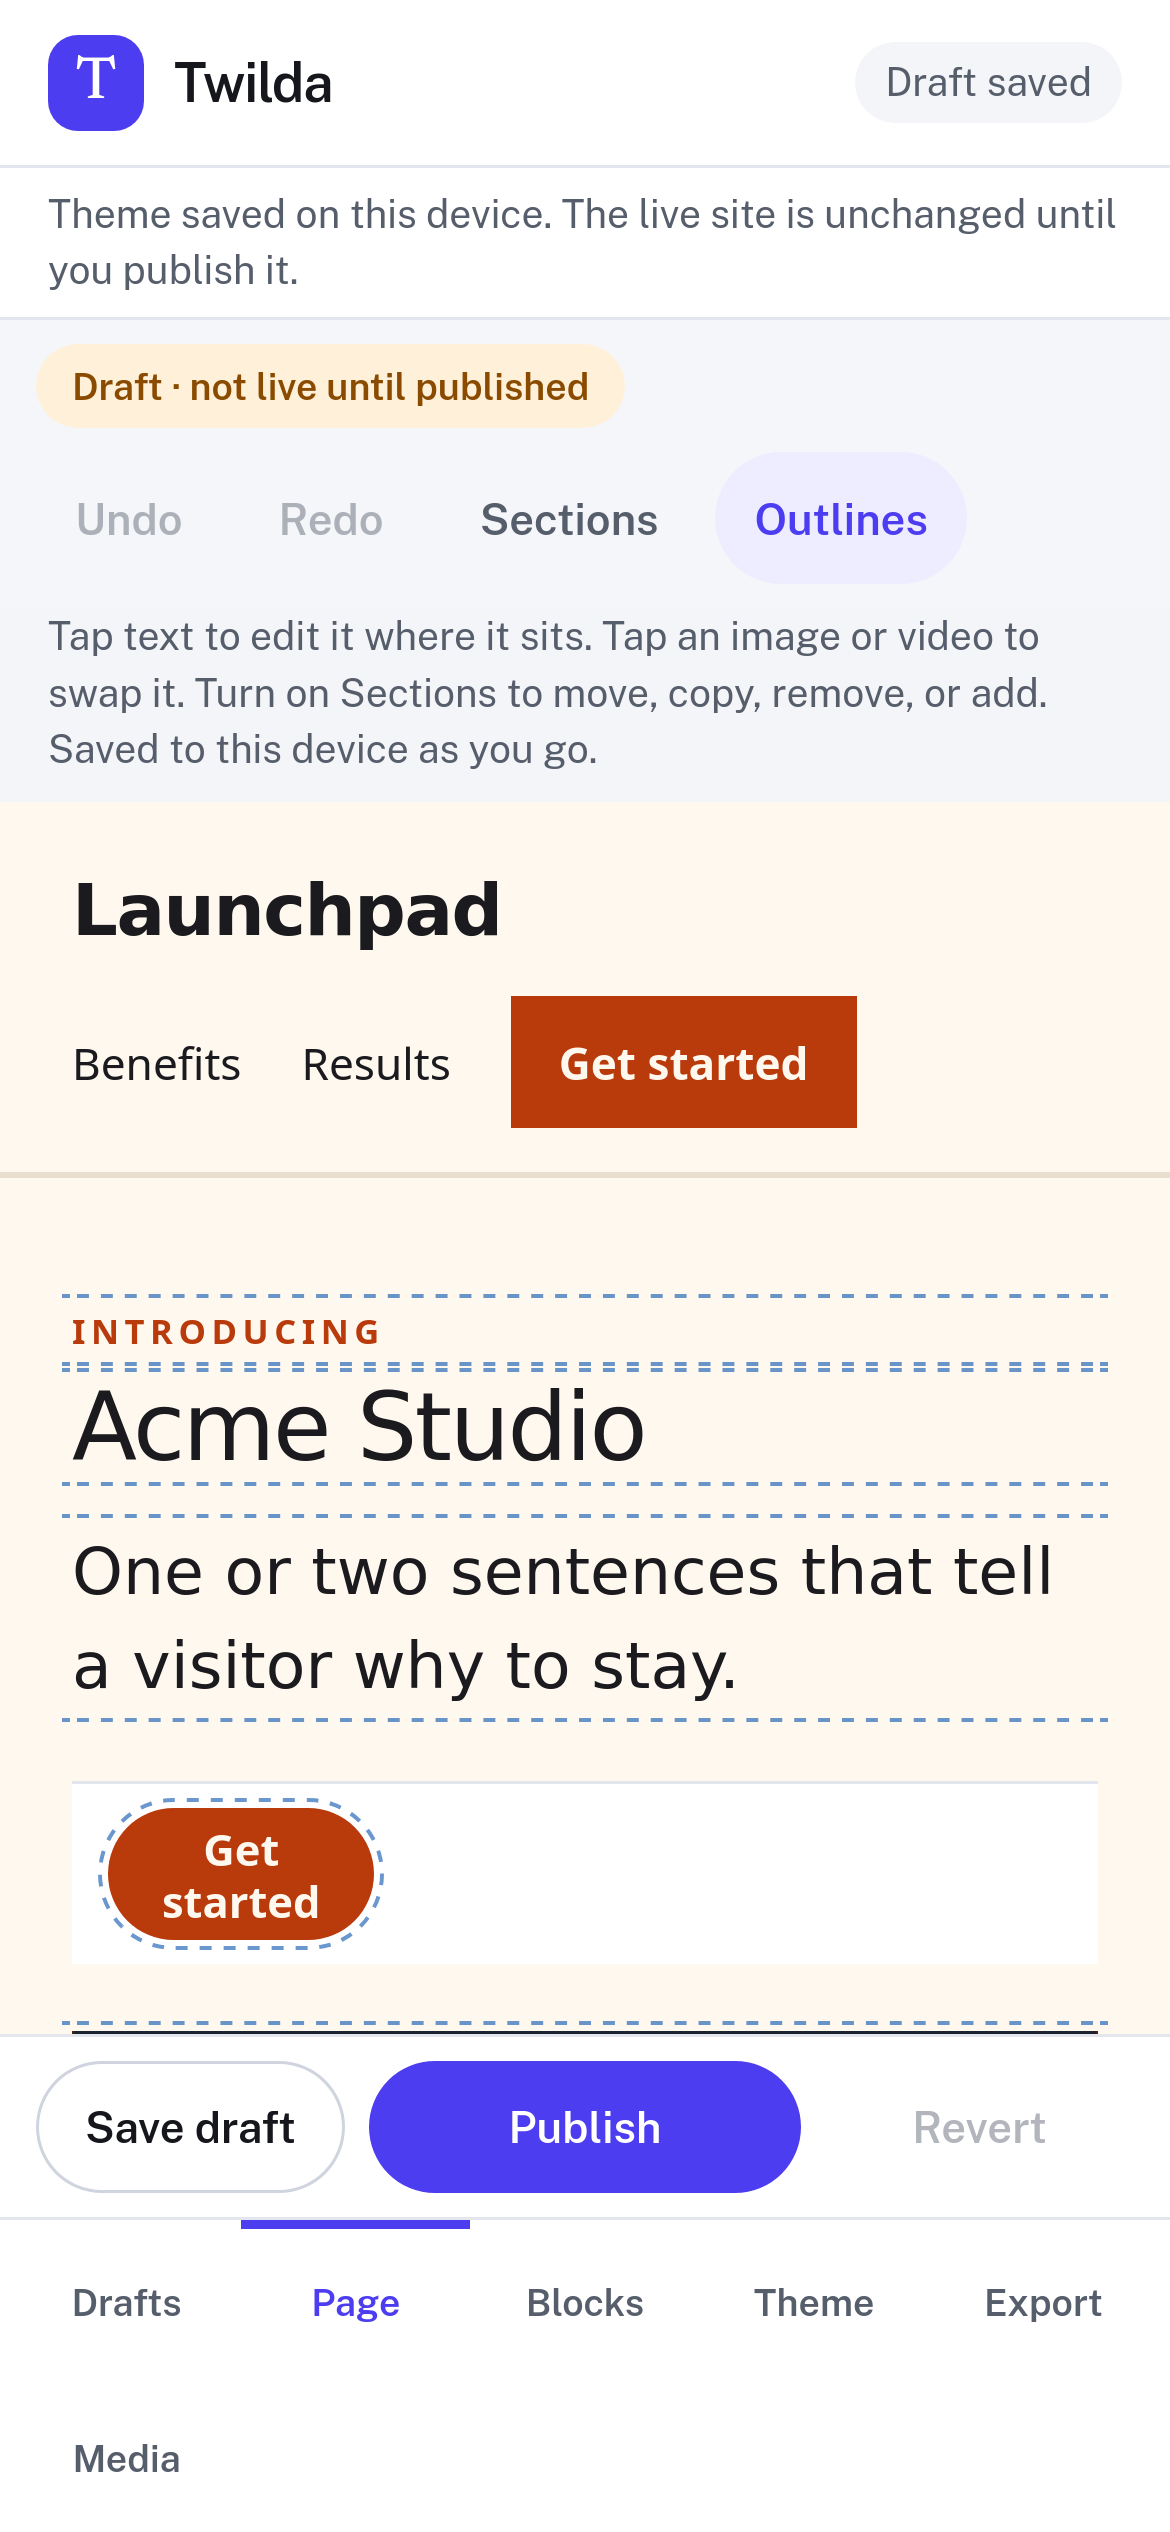 T
Twilda
Draft saved
Theme saved on this device. The live site is unchanged until
you publish it.
Draft · not live until published
Undo
Redo
Sections
Outlines
Tap text to edit it where it sits. Tap an image or video to
swap it. Turn on Sections to move, copy, remove, or add.
Saved to this device as you go.
Launchpad
Benefits
Results
Get started
INTRODUCING
Acme Studio
One or two sentences that tell
a visitor why to stay.
Get
started
Save draft
Publish
Revert
Drafts
Page
Blocks
Theme
Export
Media